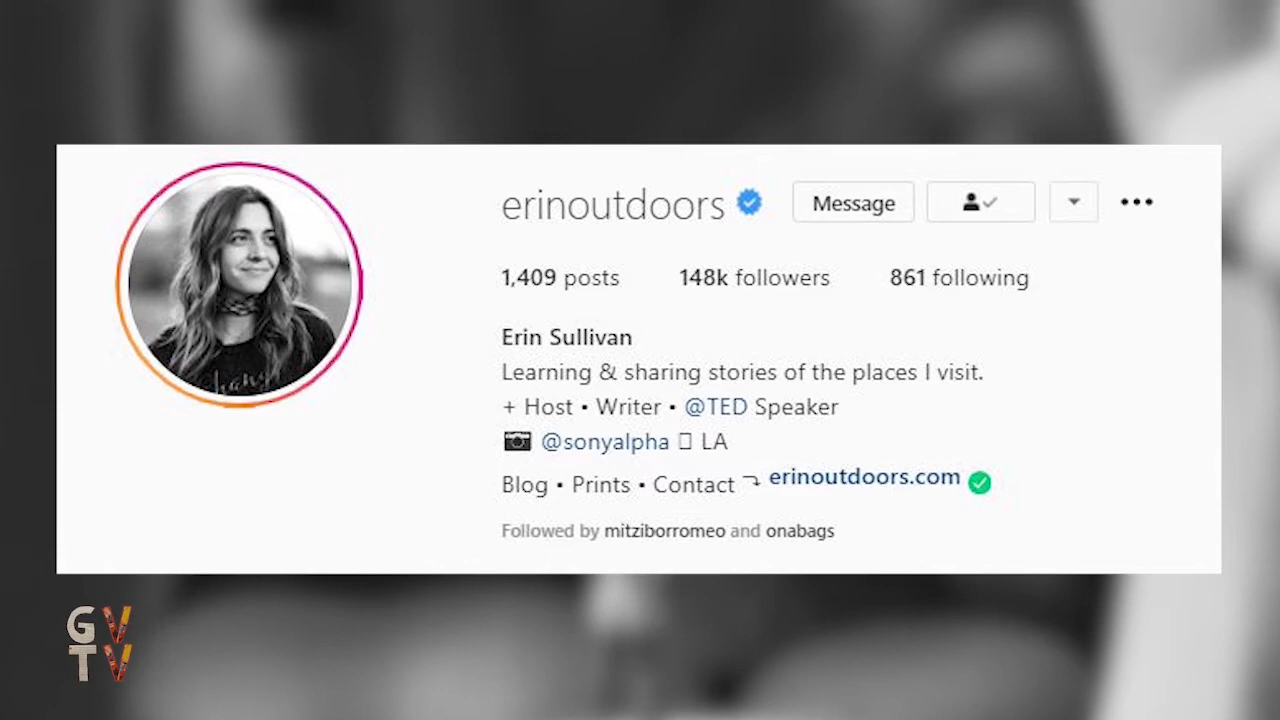 erinoutdoors Message
1,409 posts 148k followers 861 following
Erin Sullivan
Learning & sharing stories of the places I visit.
+ Host • Writer • @TED Speaker
@sonyalpha LA
Blog • Prints • Contact erinoutdoors.com
Followed by mitziborromeo and onabags
GV
TV